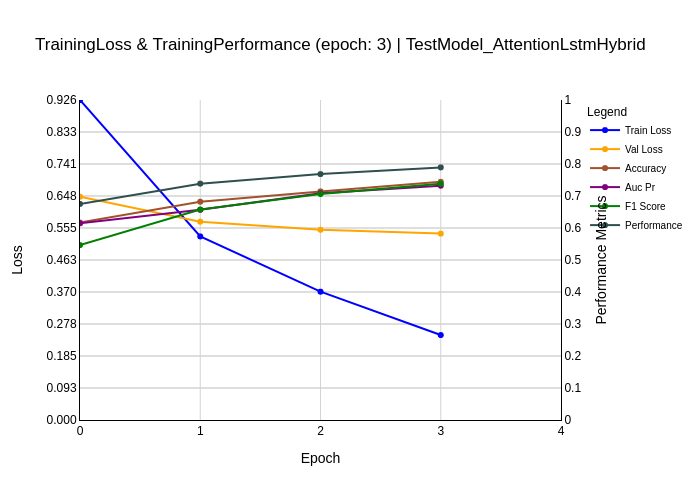 TrainingLoss & TrainingPerformance (epoch: 3) | TestModel_AttentionLstmHybrid
0.926
0.833
0.741
0.648
0.555
0.463
0.370
0.278
0.185
0.093
0.000
Loss
0
1
2
3
4
Epoch
1
0.9
0.8
0.7
0.6
0.5
0.4
0.3
0.2
0.1
0
Performance Metrics
Legend
Train Loss
Val Loss
Accuracy
Auc Pr
F1 Score
Performance